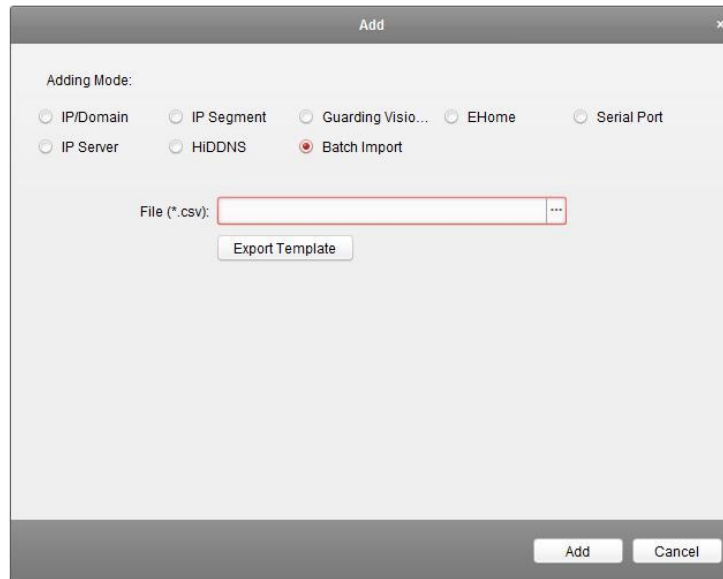 Add
×
Adding Mode:
IP/Domain IP Segment Guarding Visio... EHome Serial Port
IP Server HiDDNS Batch Import
File (*.csv): ...
Export Template
Add Cancel